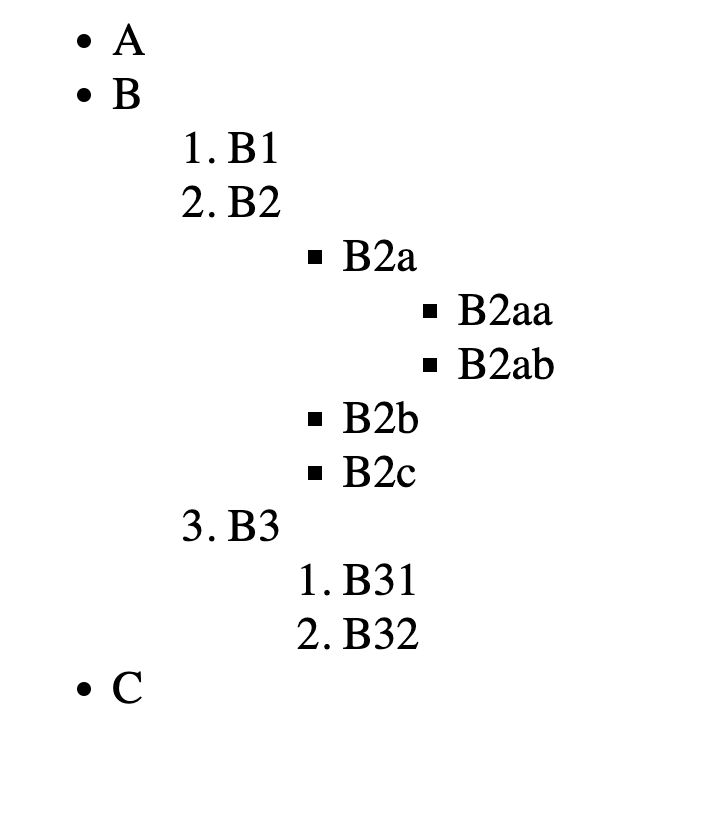 • A
• B
1. B1
2. B2
▪ B2a
▪ B2aa
▪ B2ab
▪ B2b
▪ B2c
3. B3
1. B31
2. B32
• C